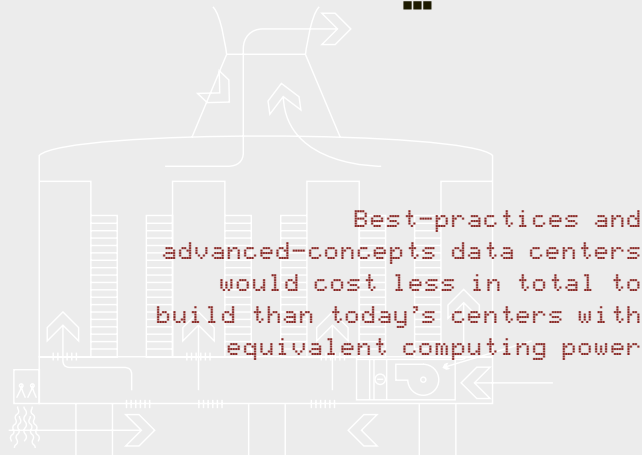 Best-practices and
advanced-concepts data centers
would cost less in total to
build than today's centers with
equivalent computing power